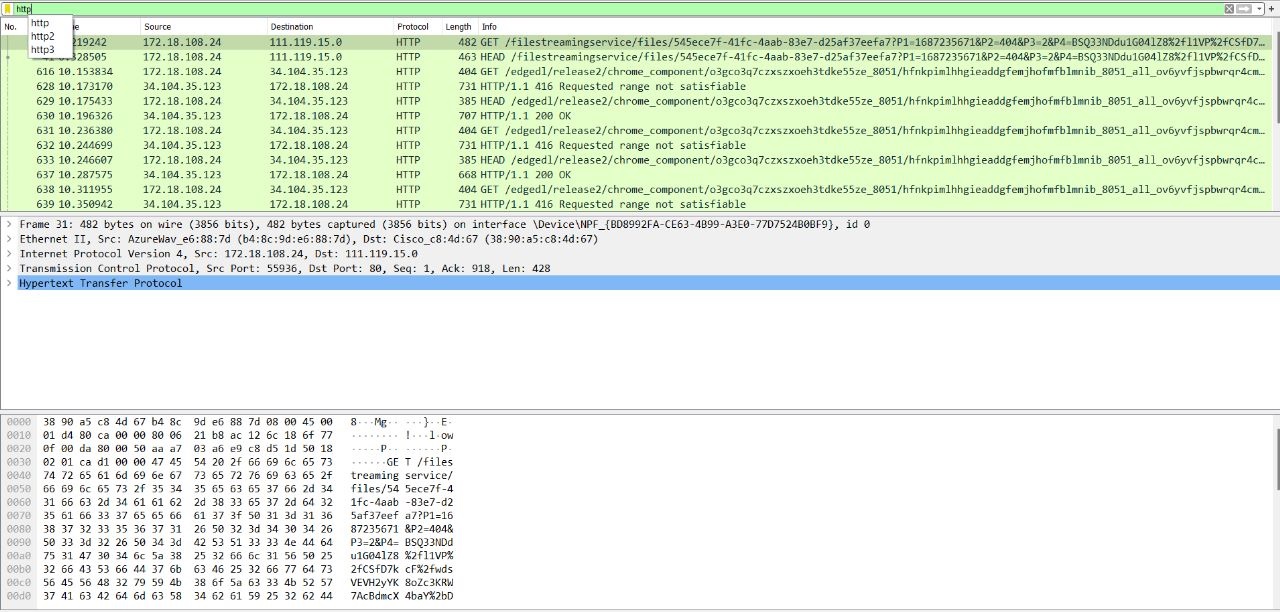 http
No. me Source Destination Protocol Length Info
http
http2
http3
219242 172.18.108.24 111.119.15.0 HTTP 482 GET /filestreamingservice/files/545ece7f-41fc-4aab-83e7-d25af37eefa7?P1=1687235671&P2=404&P3=2&P4=BSQ33NDdu1G04lZ8%2fl1VP%2fCSfD7…
328505 172.18.108.24 111.119.15.0 HTTP 463 HEAD /filestreamingservice/files/545ece7f-41fc-4aab-83e7-d25af37eefa7?P1=1687235671&P2=404&P3=2&P4=BSQ33NDdu1G04lZ8%2fl1VP%2fCSfD…
616 10.153834 172.18.108.24 34.104.35.123 HTTP 404 GET /edgedl/release2/chrome_component/o3gco3q7czxszxoeh3tdke55ze_8051/hfnkpimlhhgieaddgfemjhofmfblmnib_8051_all_ov6yvfjspbwrqr4cm…
628 10.173170 34.104.35.123 172.18.108.24 HTTP 731 HTTP/1.1 416 Requested range not satisfiable
629 10.175433 172.18.108.24 34.104.35.123 HTTP 385 HEAD /edgedl/release2/chrome_component/o3gco3q7czxszxoeh3tdke55ze_8051/hfnkpimlhhgieaddgfemjhofmfblmnib_8051_all_ov6yvfjspbwrqr4c…
630 10.196326 34.104.35.123 172.18.108.24 HTTP 707 HTTP/1.1 200 OK
631 10.236380 172.18.108.24 34.104.35.123 HTTP 404 GET /edgedl/release2/chrome_component/o3gco3q7czxszxoeh3tdke55ze_8051/hfnkpimlhhgieaddgfemjhofmfblmnib_8051_all_ov6yvfjspbwrqr4cm…
632 10.244699 34.104.35.123 172.18.108.24 HTTP 731 HTTP/1.1 416 Requested range not satisfiable
633 10.246607 172.18.108.24 34.104.35.123 HTTP 385 HEAD /edgedl/release2/chrome_component/o3gco3q7czxszxoeh3tdke55ze_8051/hfnkpimlhhgieaddgfemjhofmfblmnib_8051_all_ov6yvfjspbwrqr4c…
637 10.287575 34.104.35.123 172.18.108.24 HTTP 668 HTTP/1.1 200 OK
638 10.311955 172.18.108.24 34.104.35.123 HTTP 404 GET /edgedl/release2/chrome_component/o3gco3q7czxszxoeh3tdke55ze_8051/hfnkpimlhhgieaddgfemjhofmfblmnib_8051_all_ov6yvfjspbwrqr4cm…
639 10.350942 34.104.35.123 172.18.108.24 HTTP 731 HTTP/1.1 416 Requested range not satisfiable
Frame 31: 482 bytes on wire (3856 bits), 482 bytes captured (3856 bits) on interface \Device\NPF_{BD8992FA-CE63-4B99-A3E0-77D7524B0BF9}, id 0
Ethernet II, Src: AzureWav_e6:88:7d (b4:8c:9d:e6:88:7d), Dst: Cisco_c8:4d:67 (38:90:a5:c8:4d:67)
Internet Protocol Version 4, Src: 172.18.108.24, Dst: 111.119.15.0
Transmission Control Protocol, Src Port: 55936, Dst Port: 80, Seq: 1, Ack: 918, Len: 428
Hypertext Transfer Protocol
0000 38 90 a5 c8 4d 67 b4 8c 9d e6 88 7d 08 00 45 00 8···Mg·· ···}··E·
0010 01 d4 80 ca 00 00 80 06 21 b8 ac 12 6c 18 6f 77 ········ !···l·ow
0020 0f 00 da 80 00 50 aa a7 03 a6 e9 c8 d5 1d 50 18 ·····P·· ······P·
0030 02 01 ca d1 00 00 47 45 54 20 2f 66 69 6c 65 73 ······GE T /files
0040 74 72 65 61 6d 69 6e 67 73 65 72 76 69 63 65 2f treaming service/
0050 66 69 6c 65 73 2f 35 34 35 65 63 65 37 66 2d 34 files/54 5ece7f-4
0060 31 66 63 2d 34 61 61 62 2d 38 33 65 37 2d 64 32 1fc-4aab -83e7-d2
0070 35 61 66 33 37 65 65 66 61 37 3f 50 31 3d 31 36 5af37eef a7?P1=16
0080 38 37 32 33 35 36 37 31 26 50 32 3d 34 30 34 26 87235671 &P2=404&
0090 50 33 3d 32 26 50 34 3d 42 53 51 33 33 4e 44 64 P3=2&P4= BSQ33NDd
00a0 75 31 47 30 34 6c 5a 38 25 32 66 6c 31 56 50 25 u1G04lZ8 %2fl1VP%
00b0 32 66 43 53 66 44 37 6b 63 46 25 32 66 77 64 73 2fCSfD7k cF%2fwds
00c0 56 45 56 48 32 79 59 4b 38 6f 5a 63 33 4b 52 57 VEVH2yYK 8oZc3KRW
00d0 37 41 63 42 64 6d 63 58 34 62 61 59 25 32 62 44 7AcBdmcX 4baY%2bD